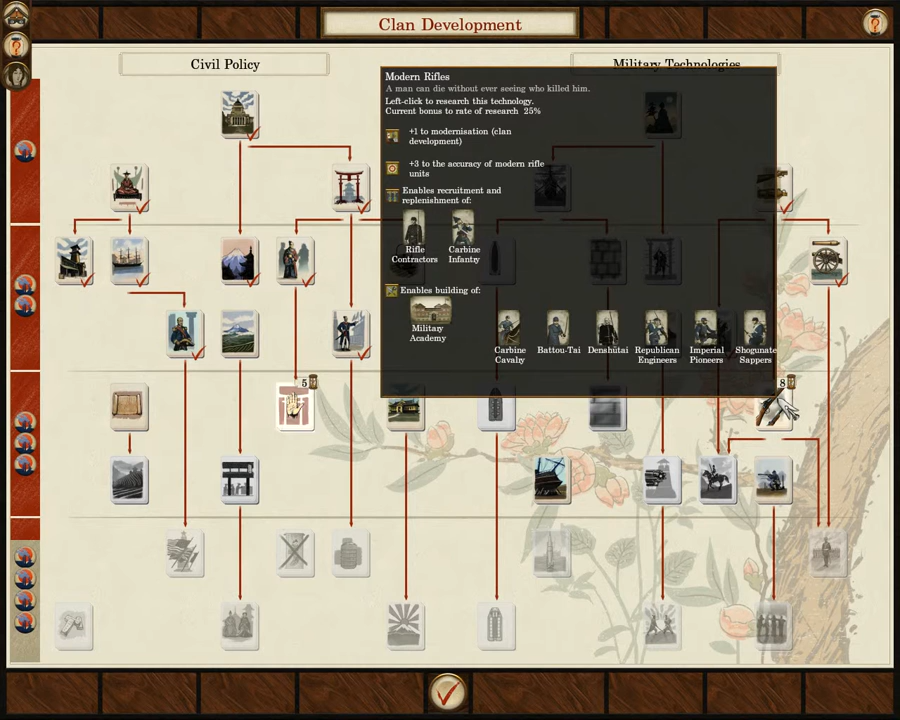 Clan Development
Civil Policy
Military Technologies
Modern Rifles
A man can die without ever seeing who killed him.
Left-click to research this technology.
Current bonus to rate of research 25%
+1 to modernisation (clan
development)
+3 to the accuracy of modern rifle
units
Enables recruitment and
replenishment of:
Rifle
Contractors
Carbine
Infantry
Enables building of:
Military
Academy
Carbine
Cavalry
Battou-Tai
Denshutai
Republican
Engineers
Imperial
Pioneers
Shogunate
Sappers
5
8